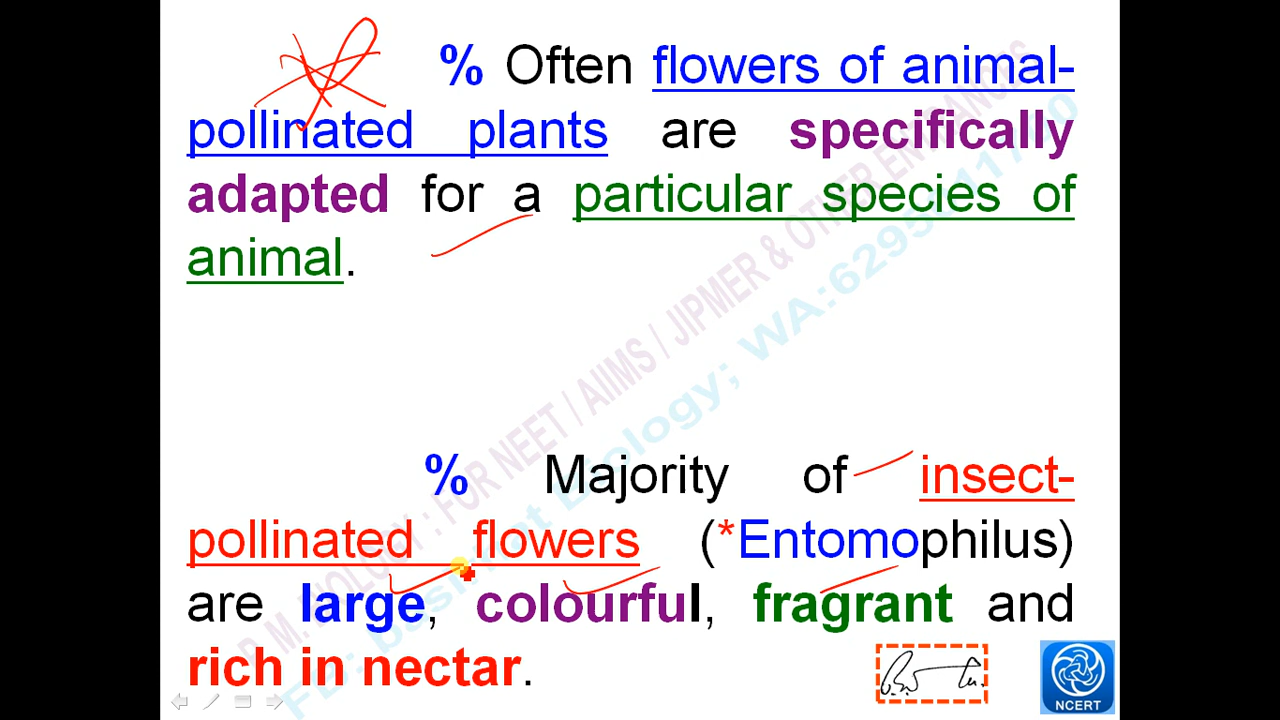 % Often flowers of animal-
pollinated plants are specifically
adapted for a particular species of
animal.
% Majority of insect-
pollinated flowers (*Entomophilus)
are large, colourful, fragrant and
rich in nectar.
NCERT